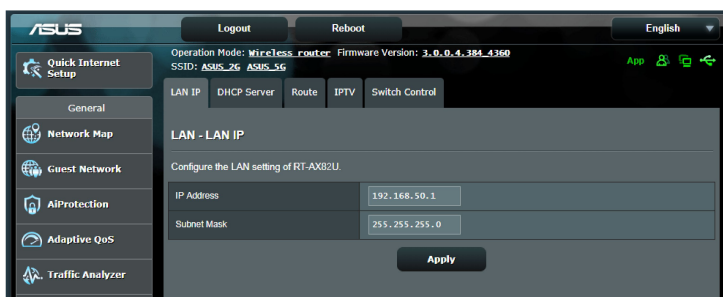 ASUS
Logout
Reboot
English
Quick Internet
Setup
General
Network Map
Guest Network
AiProtection
Adaptive QoS
Traffic Analyzer
Operation Mode: Wireless router Firmware Version: 3.0.0.4.384_4360
SSID: ASUS_2G ASUS_5G
App
LAN IP
DHCP Server
Route
IPTV
Switch Control
LAN - LAN IP
Configure the LAN setting of RT-AX82U.
IP Address
192.168.50.1
Subnet Mask
255.255.255.0
Apply